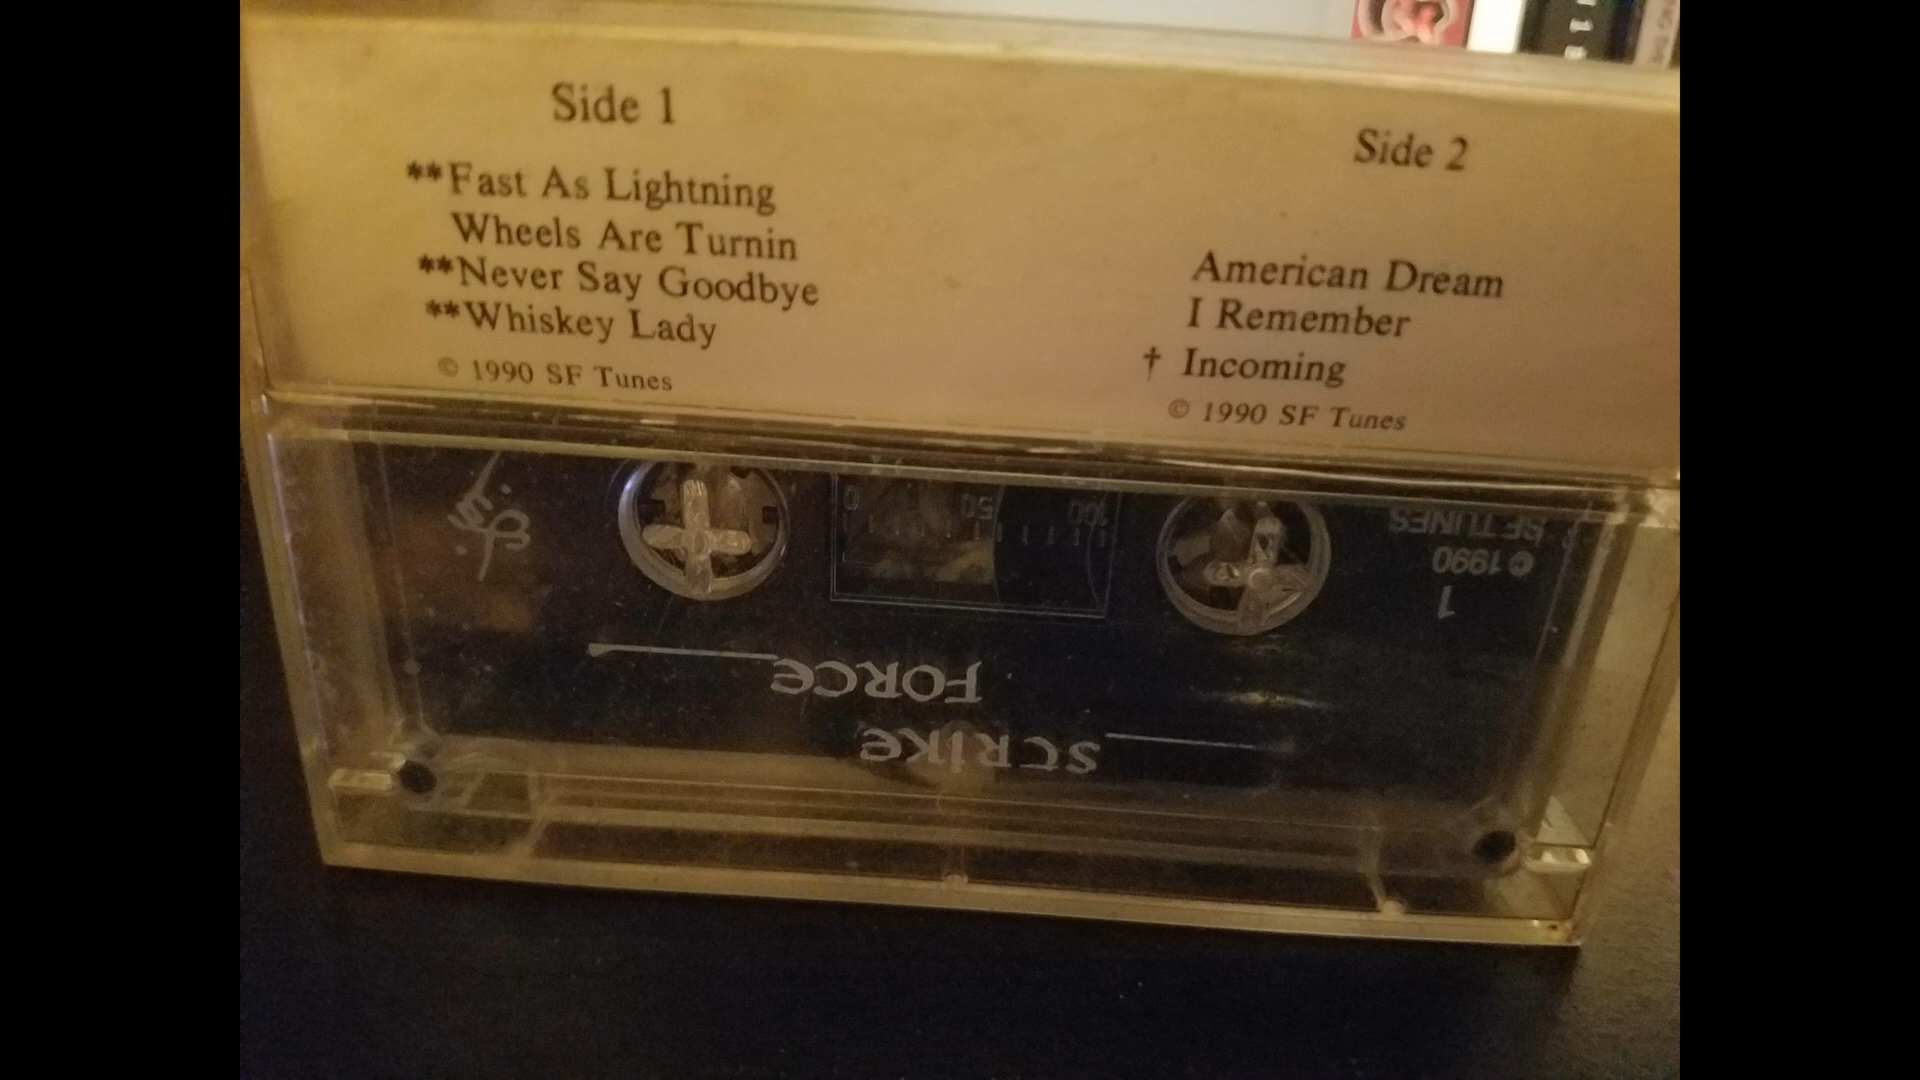 Side 1
**Fast As Lightning
Wheels Are Turnin
**Never Say Goodbye
**Whiskey Lady
© 1990 SF Tunes
Side 2
American Dream
I Remember
† Incoming
© 1990 SF Tunes
STRIKE
FORCE
1
© 1990
SF TUNES
0 50 100